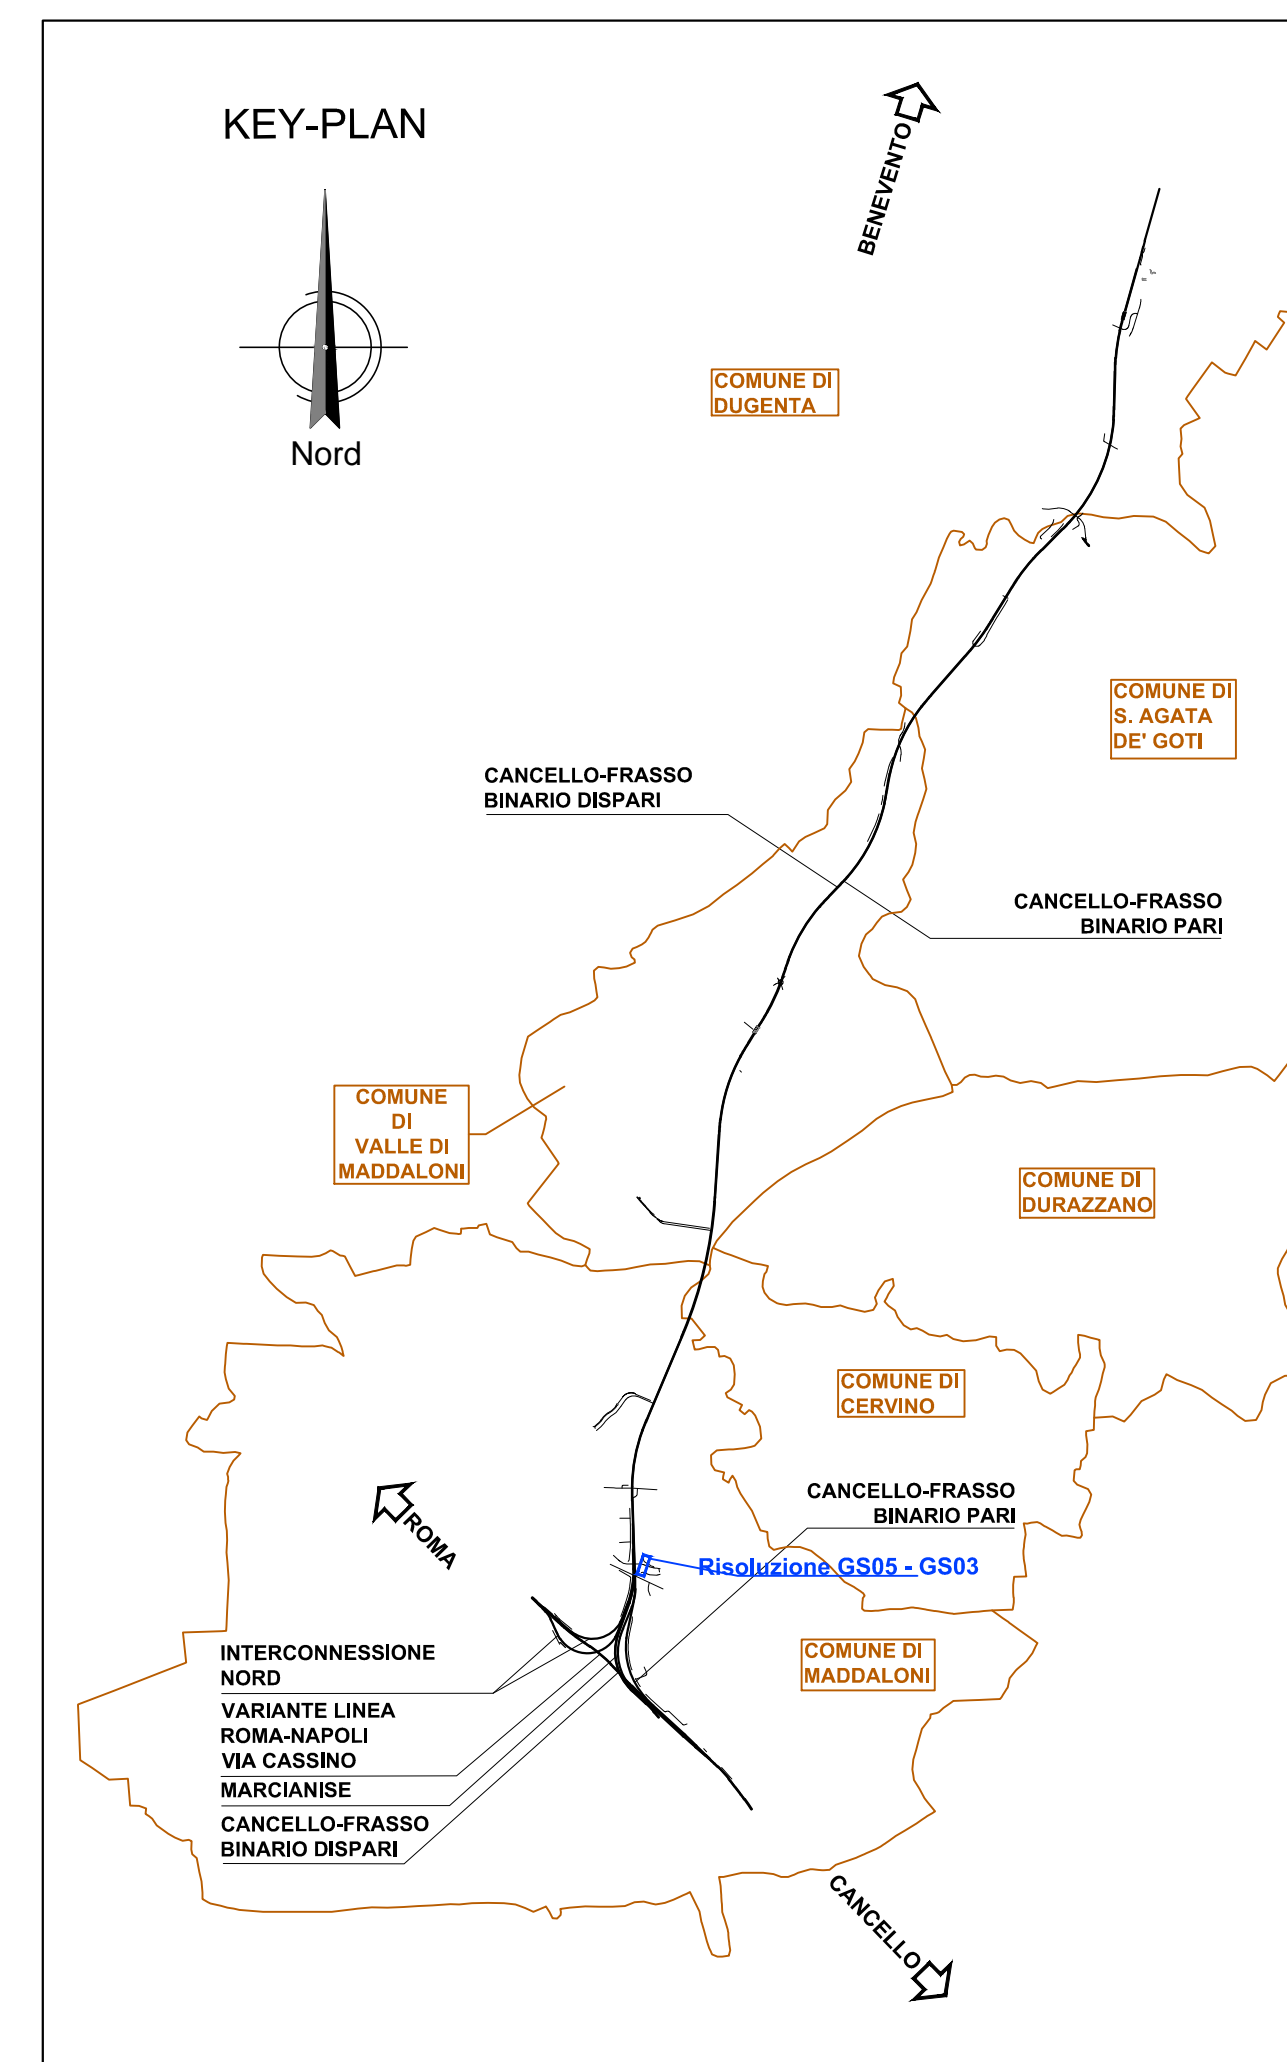 KEY-PLAN
BENEVENTO
Nord
COMUNE DI
DUGENTA
COMUNE DI
S. AGATA
DE' GOTI
CANCELLO-FRASSO
BINARIO DISPARI
CANCELLO-FRASSO
BINARIO PARI
COMUNE
DI
VALLE DI
MADDALONI
COMUNE DI
DURAZZANO
COMUNE DI
CERVINO
CANCELLO-FRASSO
BINARIO PARI
ROMA
Risoluzione GS05 - GS03
INTERCONNESSIONE
NORD
COMUNE DI
MADDALONI
VARIANTE LINEA
ROMA-NAPOLI
VIA CASSINO
MARCIANISE
CANCELLO-FRASSO
BINARIO DISPARI
CANCELLO